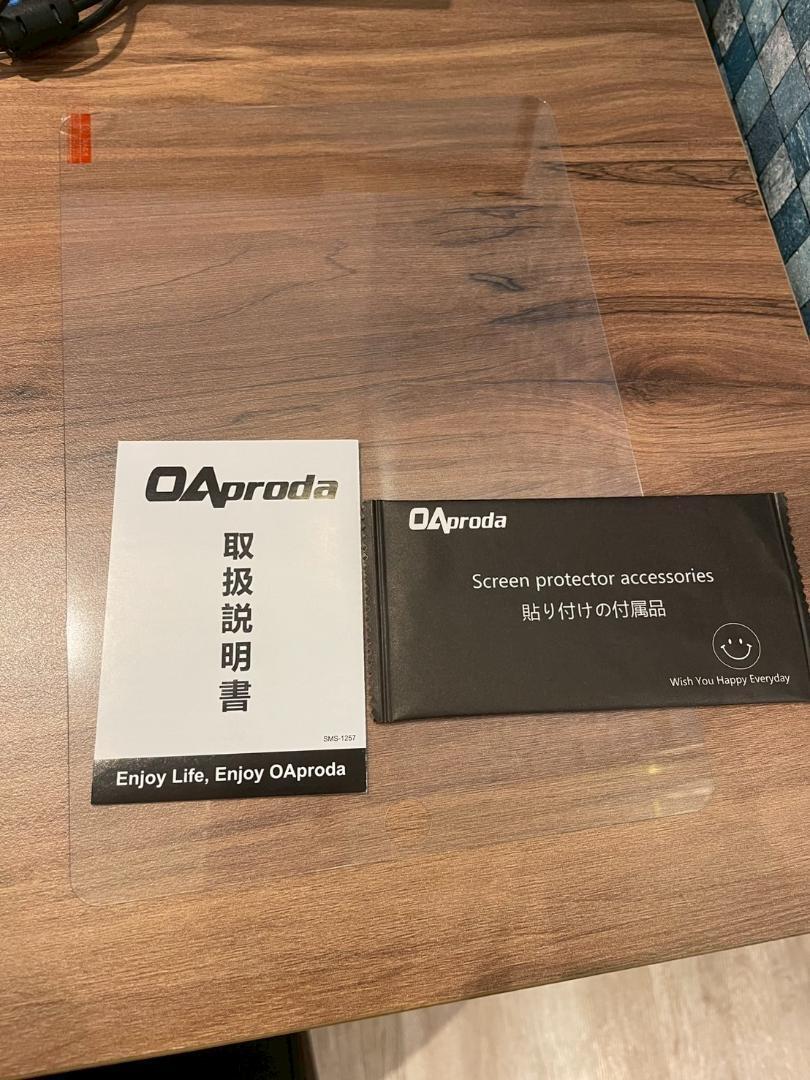 OAproda
取扱説明書
SMS-1257
Enjoy Life, Enjoy OAproda
OAproda
Screen protector accessories
貼り付けの付属品
Wish You Happy Everyday